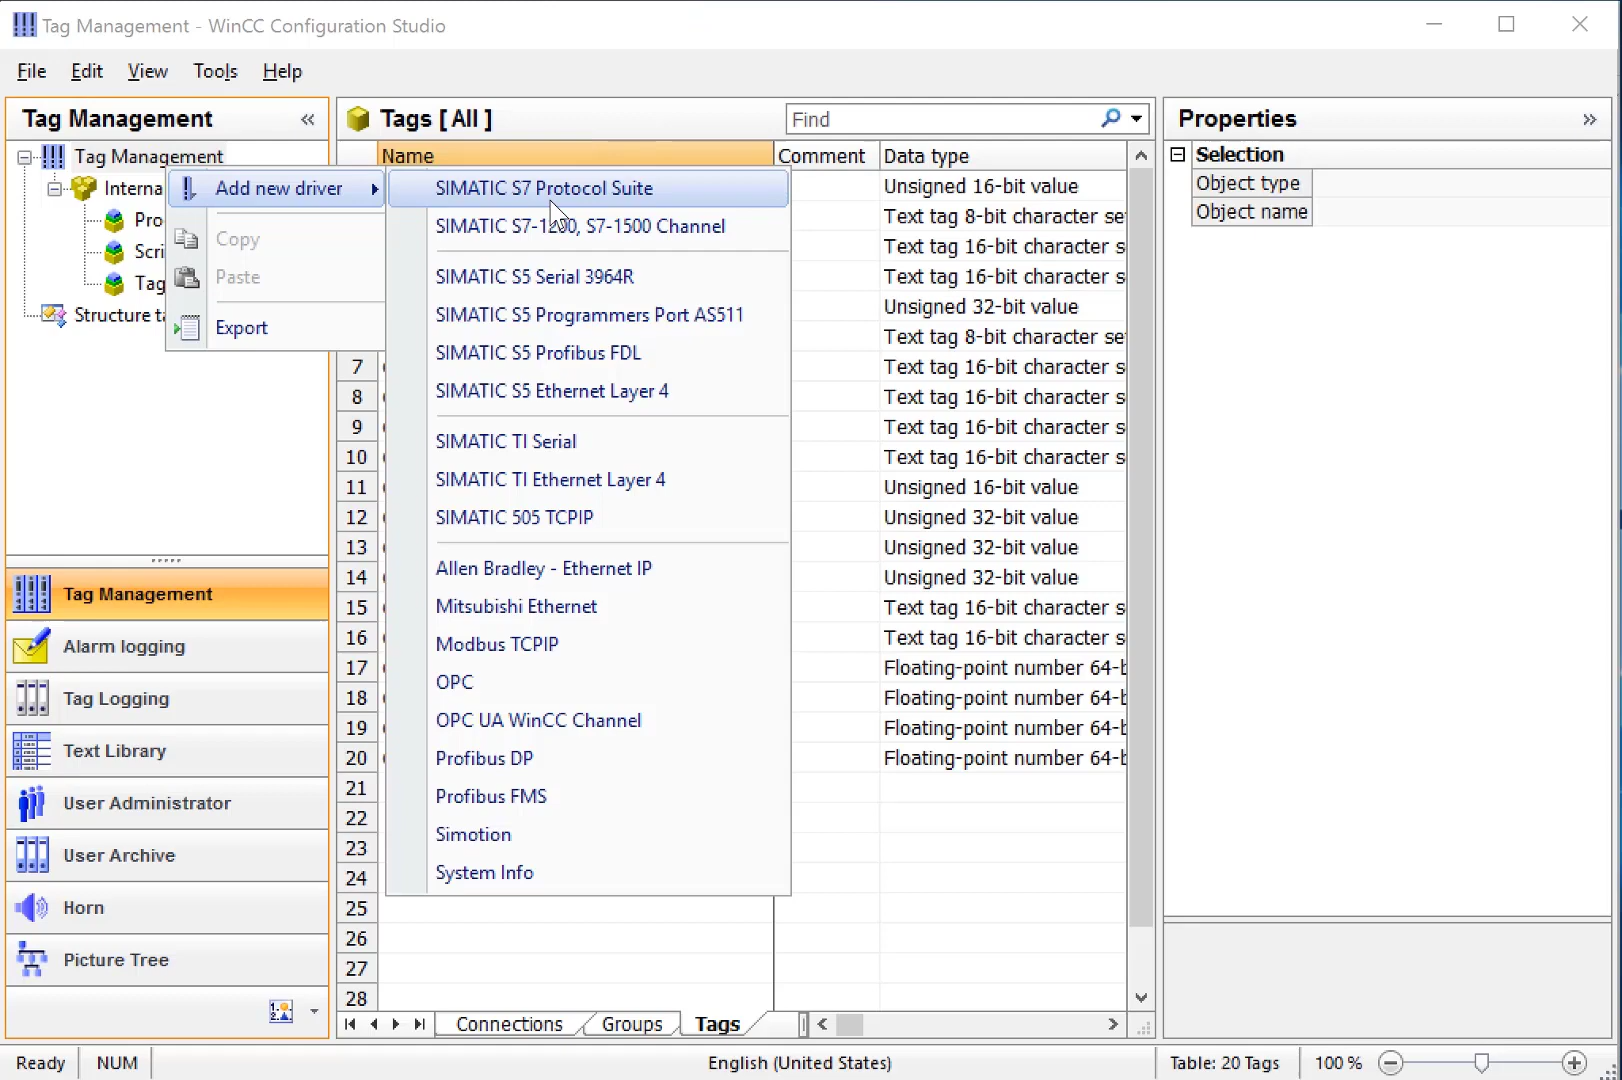 Tag Management - WinCC Configuration Studio
File Edit View Tools Help
Tag Management «
Tags [ All ]
Find
Properties »
Tag Management
Name Comment Data type
Selection
Interna
Add new driver
SIMATIC S7 Protocol Suite
Unsigned 16-bit value
Object type
Object name
Pro
Copy
SIMATIC S7-1200, S7-1500 Channel
Text tag 8-bit character se
Scri
Text tag 16-bit character s
Tag
Paste
SIMATIC S5 Serial 3964R
Text tag 16-bit character s
Structure ta
Export
SIMATIC S5 Programmers Port AS511
Unsigned 32-bit value
Text tag 8-bit character se
SIMATIC S5 Profibus FDL
7 Text tag 16-bit character s
SIMATIC S5 Ethernet Layer 4
8 Text tag 16-bit character s
9 Text tag 16-bit character s
SIMATIC TI Serial
10 Text tag 16-bit character s
SIMATIC TI Ethernet Layer 4
11 Unsigned 16-bit value
SIMATIC 505 TCPIP
12 Unsigned 32-bit value
13 Unsigned 32-bit value
Allen Bradley - Ethernet IP
14 Unsigned 32-bit value
Mitsubishi Ethernet
15 Text tag 16-bit character s
Modbus TCPIP
16 Text tag 16-bit character s
OPC
17 Floating-point number 64-b
18 Floating-point number 64-b
OPC UA WinCC Channel
19 Floating-point number 64-b
Profibus DP
20 Floating-point number 64-b
Profibus FMS
Simotion
System Info
21
22
23
24
25
26
27
28
Tag Management
Alarm logging
Tag Logging
Text Library
User Administrator
User Archive
Horn
Picture Tree
Connections Groups Tags
Ready NUM English (United States) Table: 20 Tags 100 %